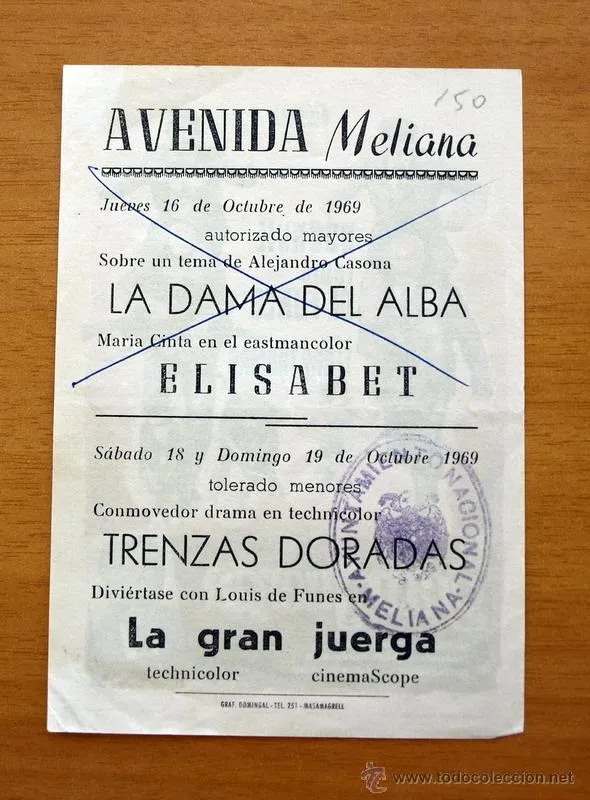 150
AVENIDA Meliana
Jueves 16 de Octubre de 1969
autorizado mayores
Sobre un tema de Alejandro Casona
LA DAMA DEL ALBA
Maria Cinta en el eastmancolor
ELISABET
Sábado 18 y Domingo 19 de Octubre 1969
tolerado menores
Conmovedor drama en technicolor
TRENZAS DORADAS
Diviértase con Louis de Funes en
La gran juerga
technicolor cinemaScope
GRAF. DOMINGAL - TEL. 251 - MASAMAGRELL
NACIONAL
MELIANA
todocoleccion
www.todocoleccion.net